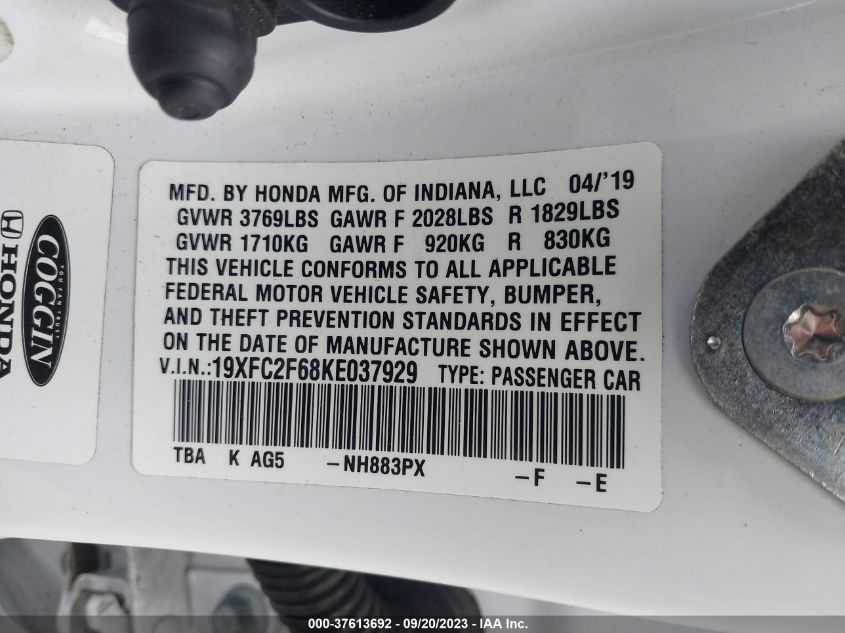 MFD. BY HONDA MFG. OF INDIANA, LLC 04/'19
GVWR 3769LBS GAWR F 2028LBS R 1829LBS
GVWR 1710KG GAWR F 920KG R 830KG
THIS VEHICLE CONFORMS TO ALL APPLICABLE
FEDERAL MOTOR VEHICLE SAFETY, BUMPER,
AND THEFT PREVENTION STANDARDS IN EFFECT
ON THE DATE OF MANUFACTURE SHOWN ABOVE.
V.I.N.:19XFC2F68KE037929 TYPE: PASSENGER CAR
TBA K AG5 -NH883PX -F -E
COGGIN
YOU CAN TRUST
HONDA
000-37613692 - 09/20/2023 - IAA Inc.